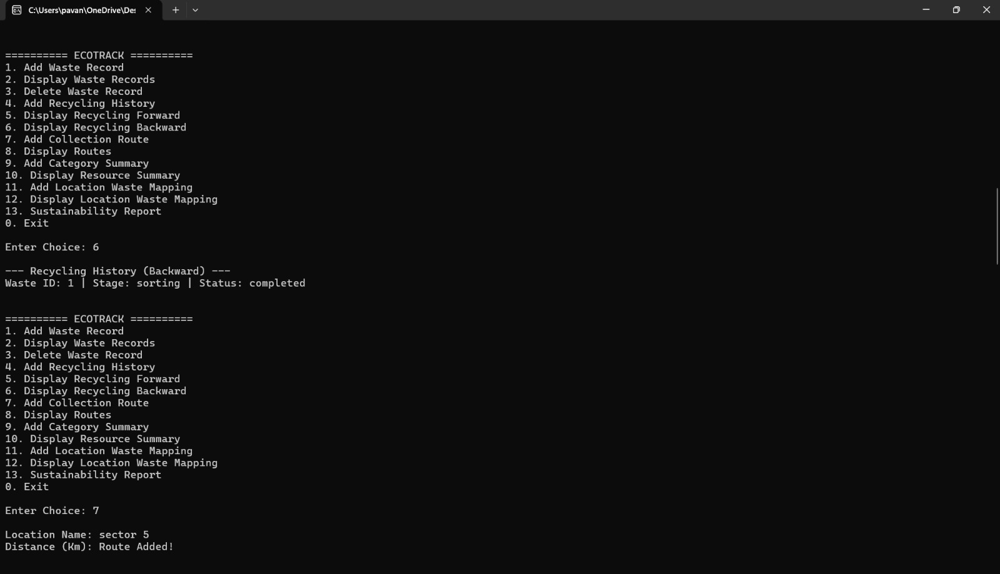 C:\Users\pavan\OneDrive\Des
========== ECOTRACK ==========
1. Add Waste Record
2. Display Waste Records
3. Delete Waste Record
4. Add Recycling History
5. Display Recycling Forward
6. Display Recycling Backward
7. Add Collection Route
8. Display Routes
9. Add Category Summary
10. Display Resource Summary
11. Add Location Waste Mapping
12. Display Location Waste Mapping
13. Sustainability Report
0. Exit
Enter Choice: 6
--- Recycling History (Backward) ---
Waste ID: 1 | Stage: sorting | Status: completed
========== ECOTRACK ==========
1. Add Waste Record
2. Display Waste Records
3. Delete Waste Record
4. Add Recycling History
5. Display Recycling Forward
6. Display Recycling Backward
7. Add Collection Route
8. Display Routes
9. Add Category Summary
10. Display Resource Summary
11. Add Location Waste Mapping
12. Display Location Waste Mapping
13. Sustainability Report
0. Exit
Enter Choice: 7
Location Name: sector 5
Distance (Km): Route Added!